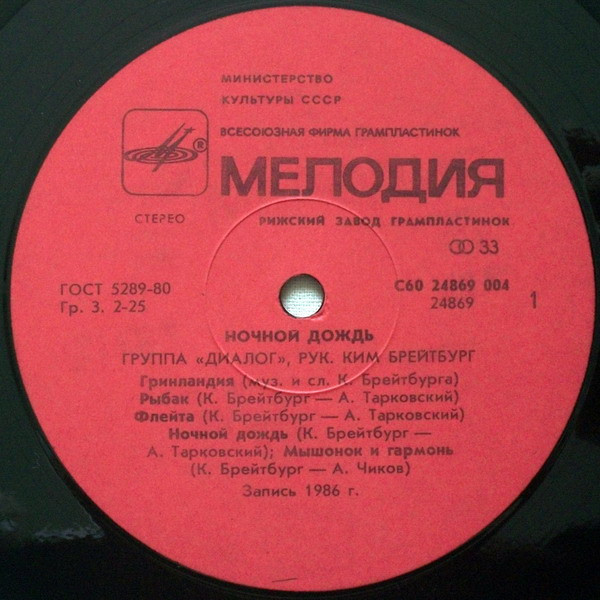 МИНИСТЕРСТВО
КУЛЬТУРЫ СССР
ВСЕСОЮЗНАЯ ФИРМА ГРАМПЛАСТИНОК
®
МЕЛОДИЯ
СТЕРЕО
РИЖСКИЙ ЗАВОД ГРАМПЛАСТИНОК
33
ГОСТ 5289-80
Гр. 3. 2-25
С60 24869 004
24869
1
НОЧНОЙ ДОЖДЬ
ГРУППА «ДИАЛОГ», РУК. КИМ БРЕЙТБУРГ
Гринландия (муз. и сл. К. Брейтбурга)
Рыбак (К. Брейтбург — А. Тарковский)
Флейта (К. Брейтбург — А. Тарковский)
Ночной дождь (К. Брейтбург —
А. Тарковский); Мышонок и гармонь
(К. Брейтбург — А. Чиков)
Запись 1986 г.